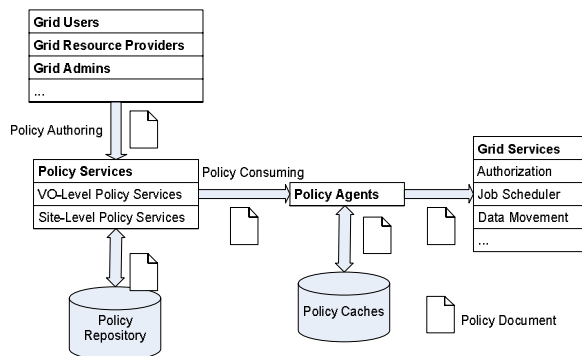 Grid Users
Grid Resource Providers
Grid Admins
...
Policy Authoring
Policy Services
VO-Level Policy Services
Site-Level Policy Services
Policy Consuming
Policy Agents
Grid Services
Authorization
Job Scheduler
Data Movement
...
Policy
Repository
Policy Caches
Policy Document